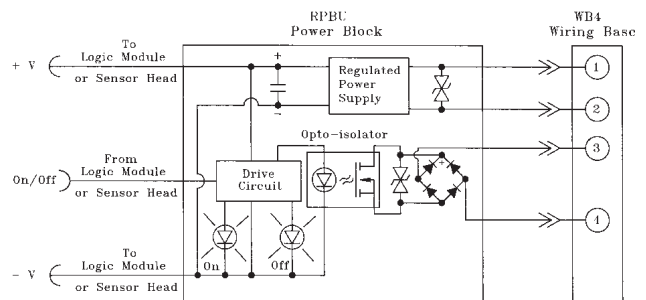 RPBU
Power Block
WB4
Wiring Base
To
Logic Module
or Sensor Head
+ V
+
-
Regulated
Power
Supply
1
2
Opto-isolator
3
From
Logic Module
or Sensor Head
On/Off
Drive
Circuit
+
4
On
Off
To
Logic Module
or Sensor Head
- V